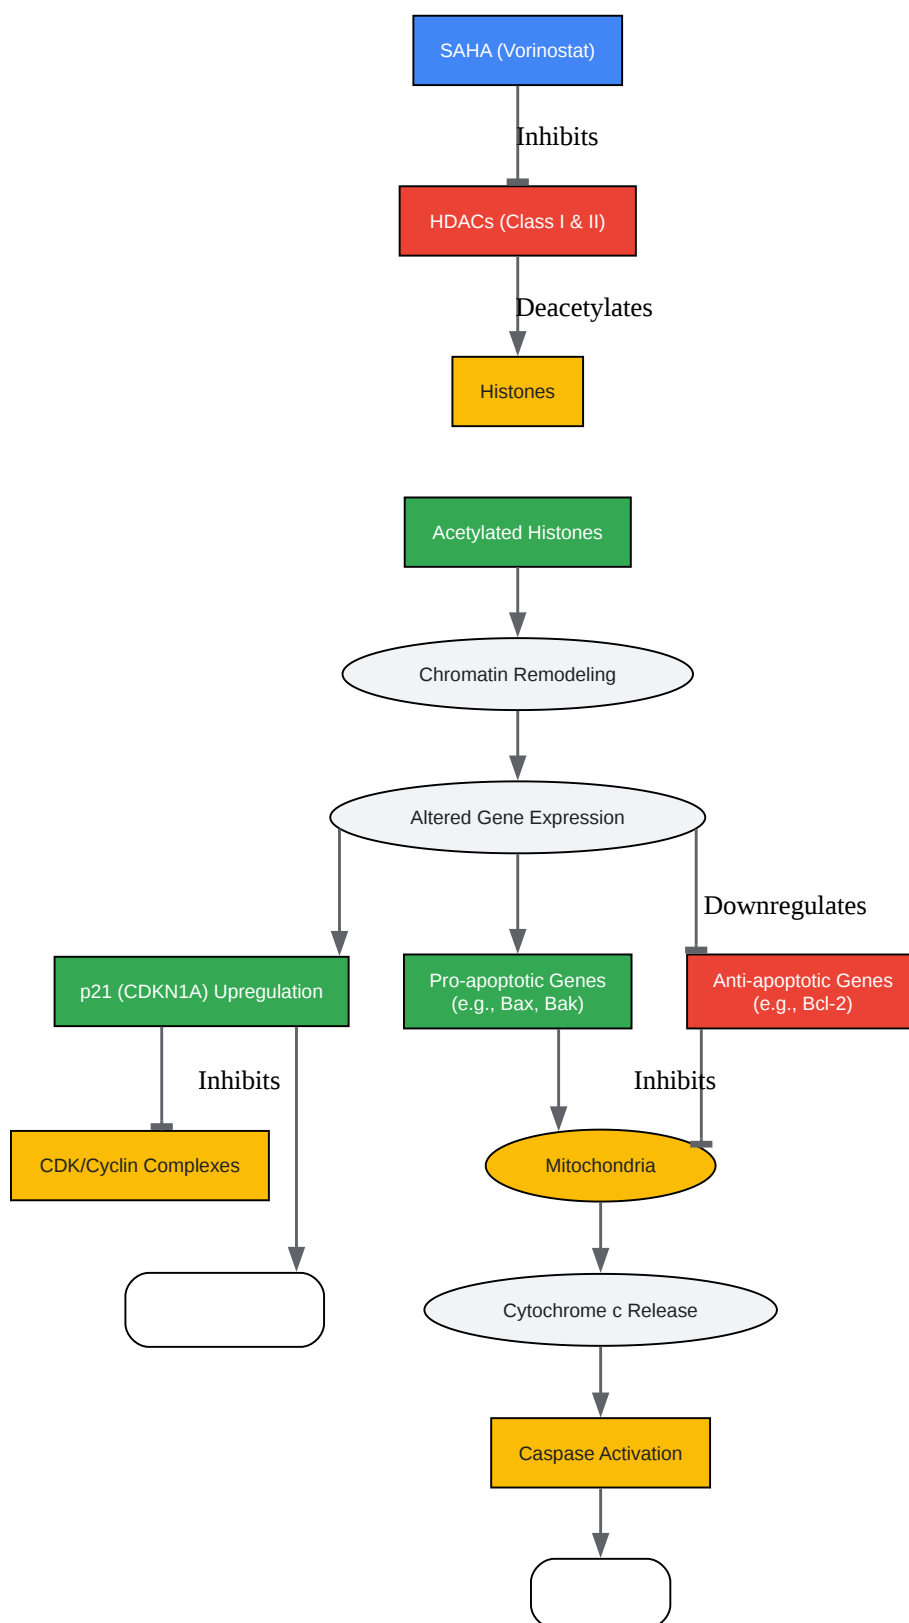 SAHA (Vorinostat)
Inhibits
HDACs (Class I & II)
Deacetylates
Histones
Acetylated Histones
Chromatin Remodeling
Altered Gene Expression
Downregulates
p21 (CDKN1A) Upregulation
Pro-apoptotic Genes
(e.g., Bax, Bak)
Anti-apoptotic Genes
(e.g., Bcl-2)
Inhibits
Inhibits
CDK/Cyclin Complexes
Mitochondria
Cytochrome c Release
Caspase Activation